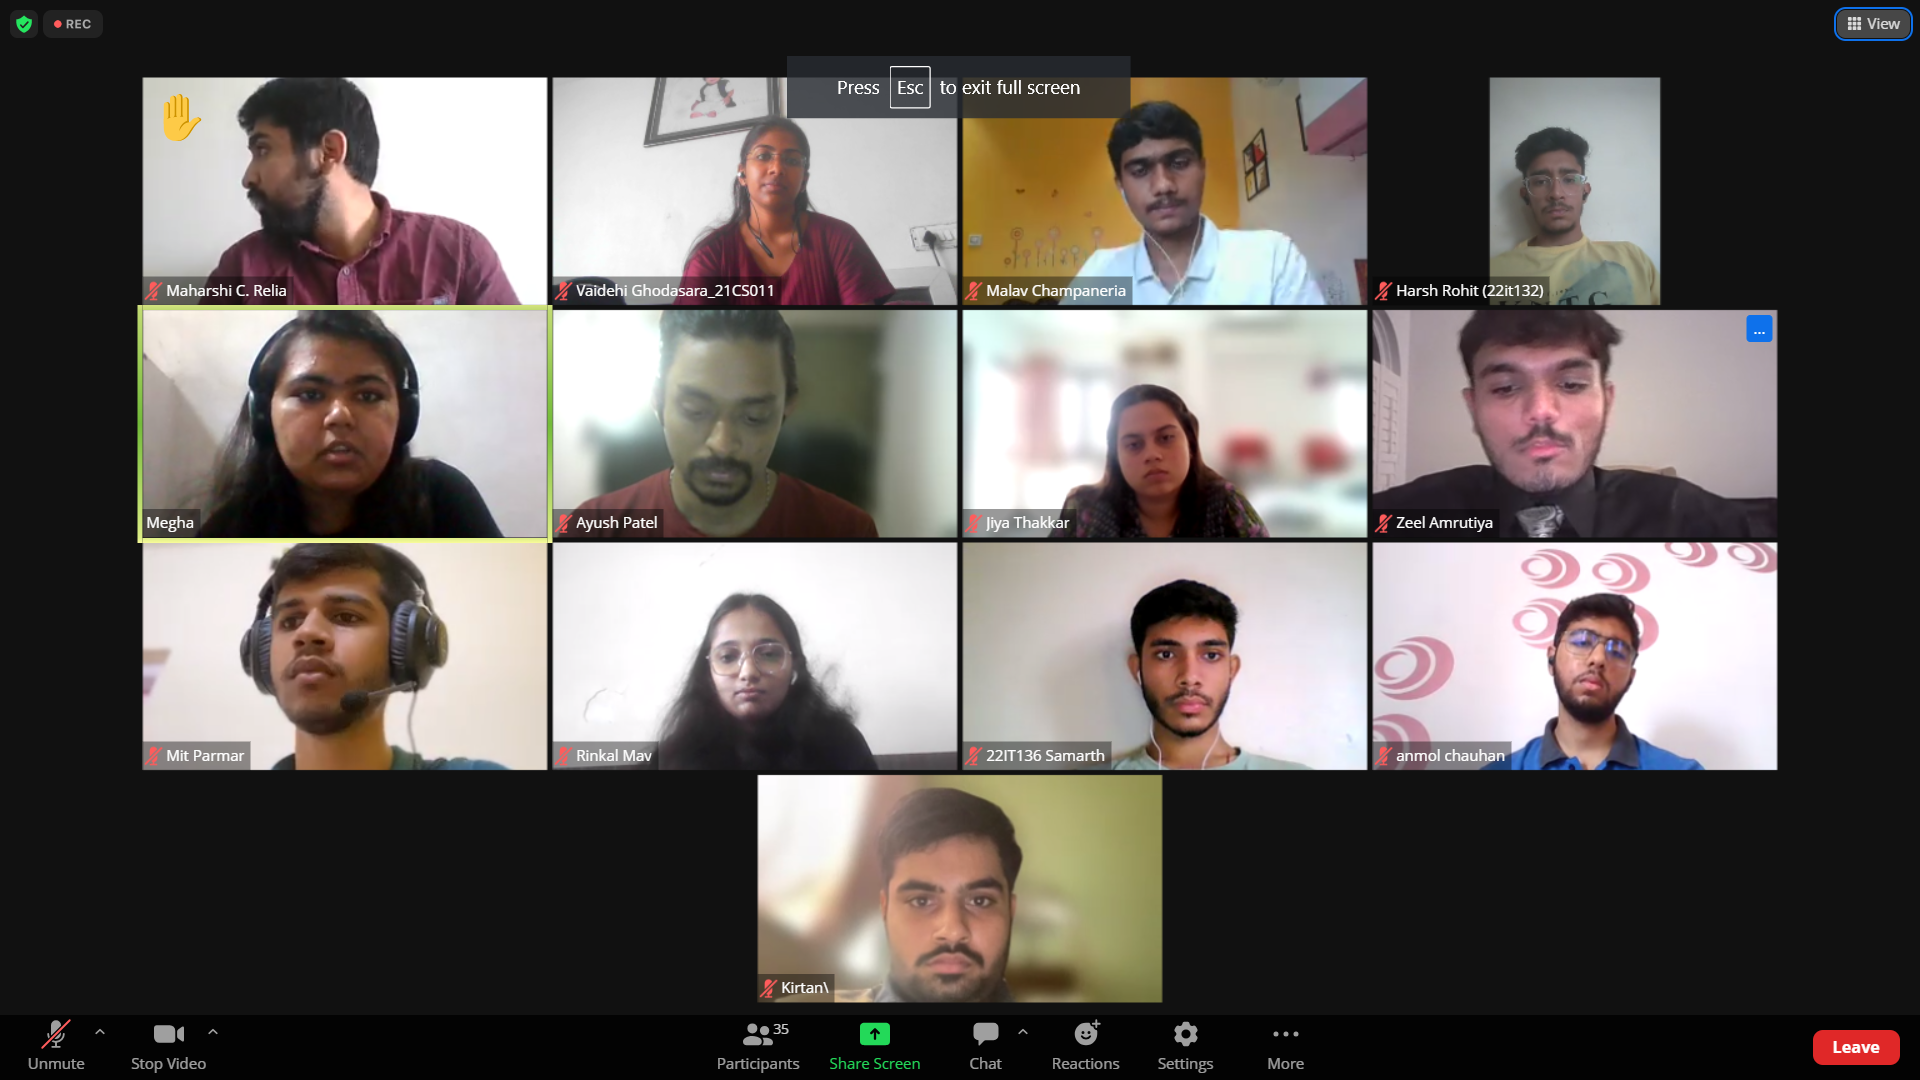 REC
View
Press Esc to exit full screen
Maharshi C. Relia
Vaidehi Ghodasara_21CS011
Malav Champaneria
Harsh Rohit (22it132)
Megha
Ayush Patel
Jiya Thakkar
...
Zeel Amrutiya
Mit Parmar
Rinkal Mav
22IT136 Samarth
anmol chauhan
Kirtan\
Unmute
Stop Video
35
Participants
Share Screen
Chat
Reactions
Settings
More
Leave